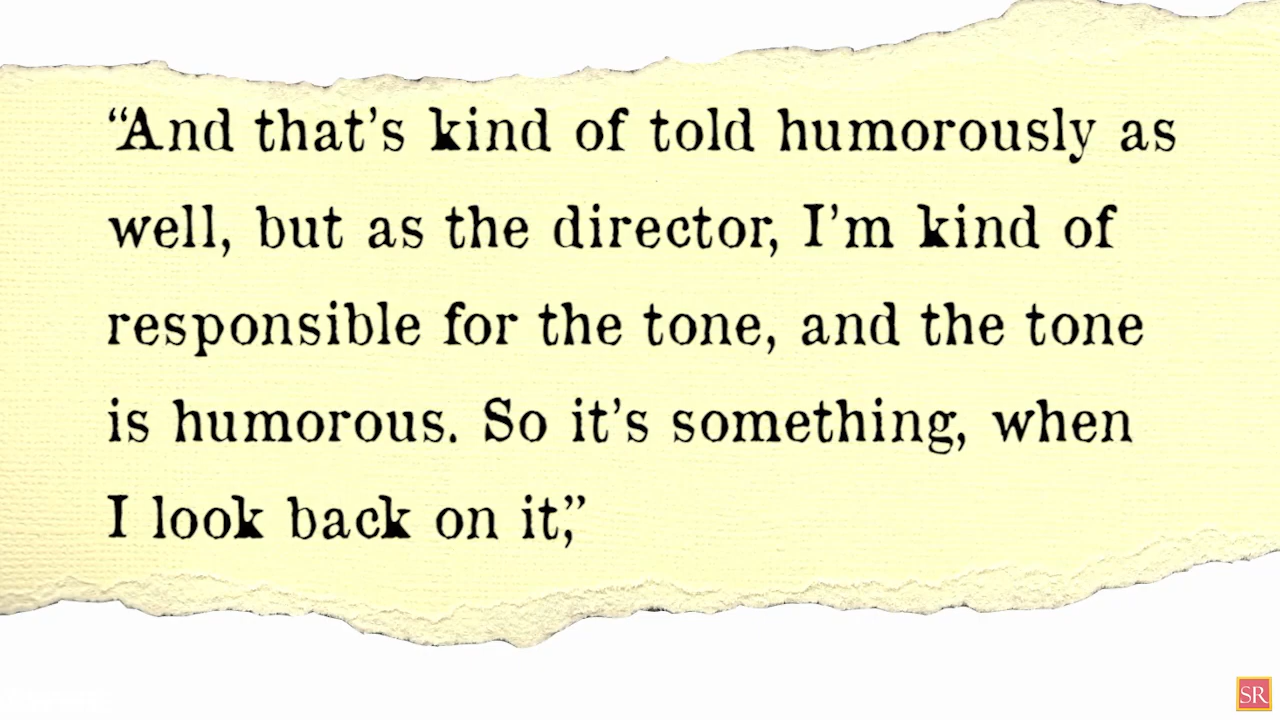 “And that’s kind of told humorously as
well, but as the director, I’m kind of
responsible for the tone, and the tone
is humorous. So it’s something, when
I look back on it,”
SR